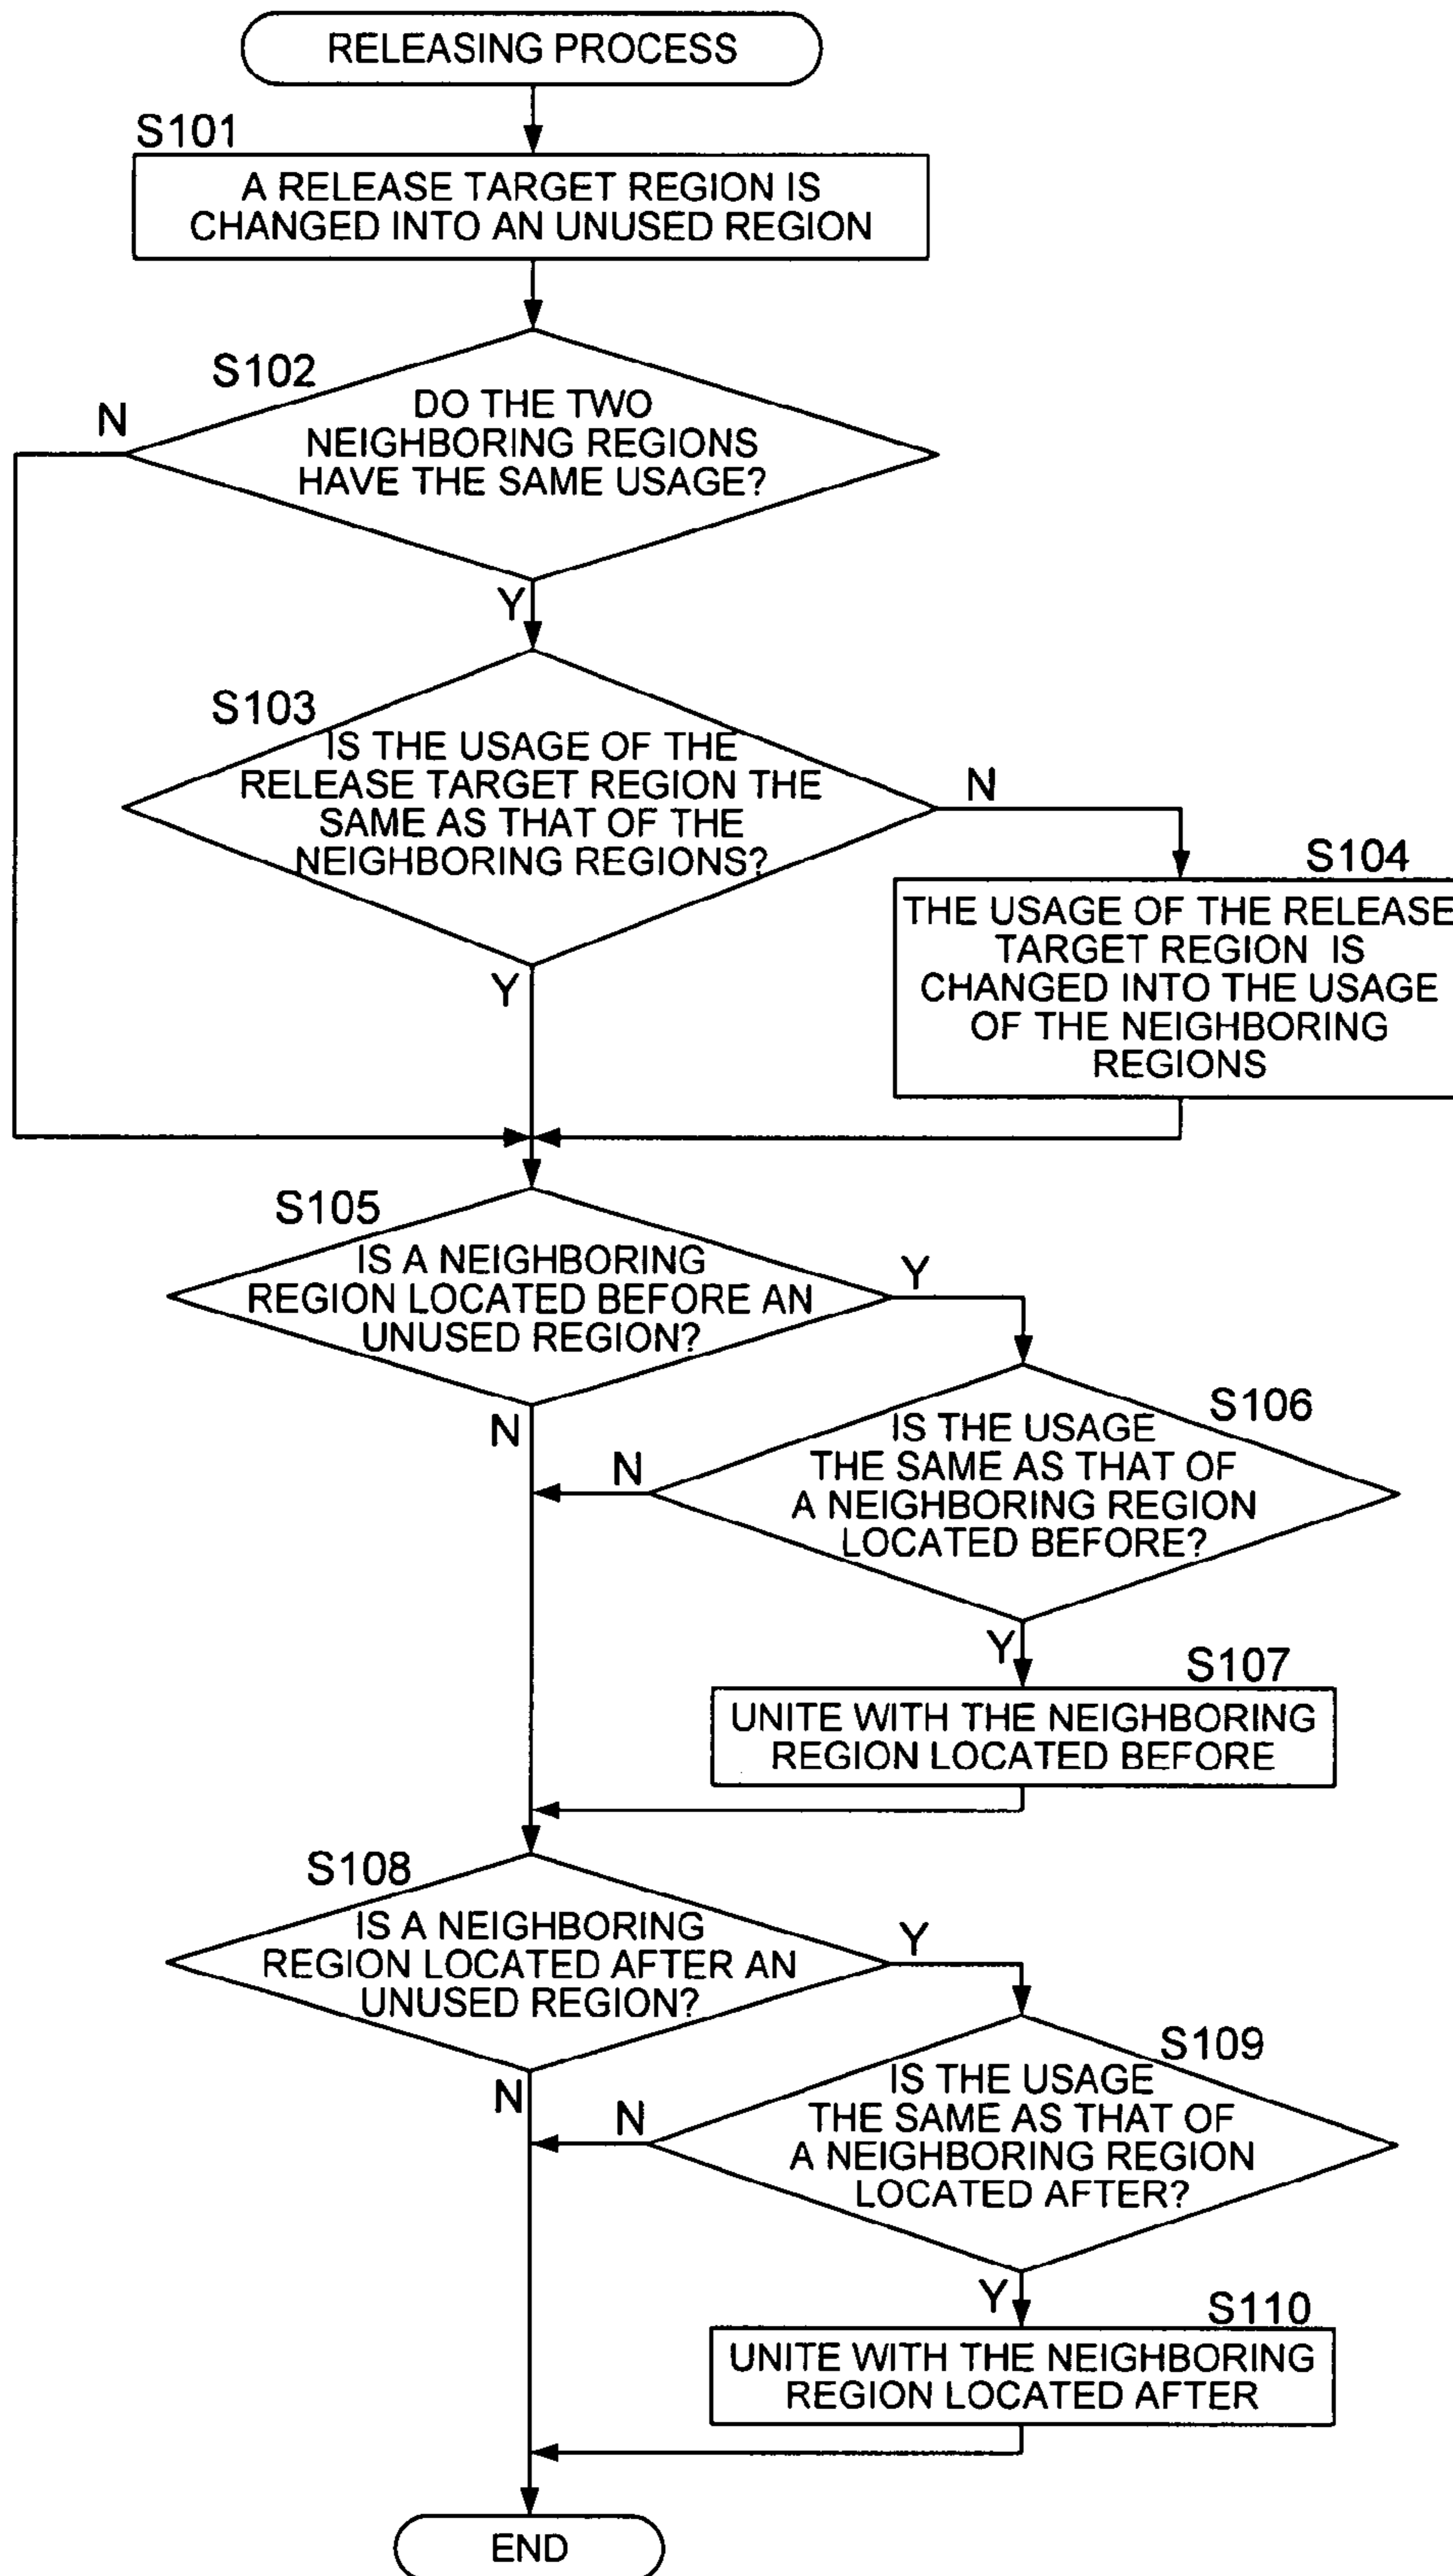 RELEASING PROCESS
S101
A RELEASE TARGET REGION IS
CHANGED INTO AN UNUSED REGION
S102
N
DO THE TWO
NEIGHBORING REGIONS
HAVE THE SAME USAGE?
Y
S103
IS THE USAGE OF THE
RELEASE TARGET REGION THE
SAME AS THAT OF THE
NEIGHBORING REGIONS?
N
Y
S104
THE USAGE OF THE RELEASE
TARGET REGION IS
CHANGED INTO THE USAGE
OF THE NEIGHBORING
REGIONS
S105
IS A NEIGHBORING
REGION LOCATED BEFORE AN
UNUSED REGION?
Y
N
S106
IS THE USAGE
THE SAME AS THAT OF
A NEIGHBORING REGION
LOCATED BEFORE?
N
Y
S107
UNITE WITH THE NEIGHBORING
REGION LOCATED BEFORE
S108
IS A NEIGHBORING
REGION LOCATED AFTER AN
UNUSED REGION?
Y
N
S109
IS THE USAGE
THE SAME AS THAT OF
A NEIGHBORING REGION
LOCATED AFTER?
N
Y
S110
UNITE WITH THE NEIGHBORING
REGION LOCATED AFTER
END